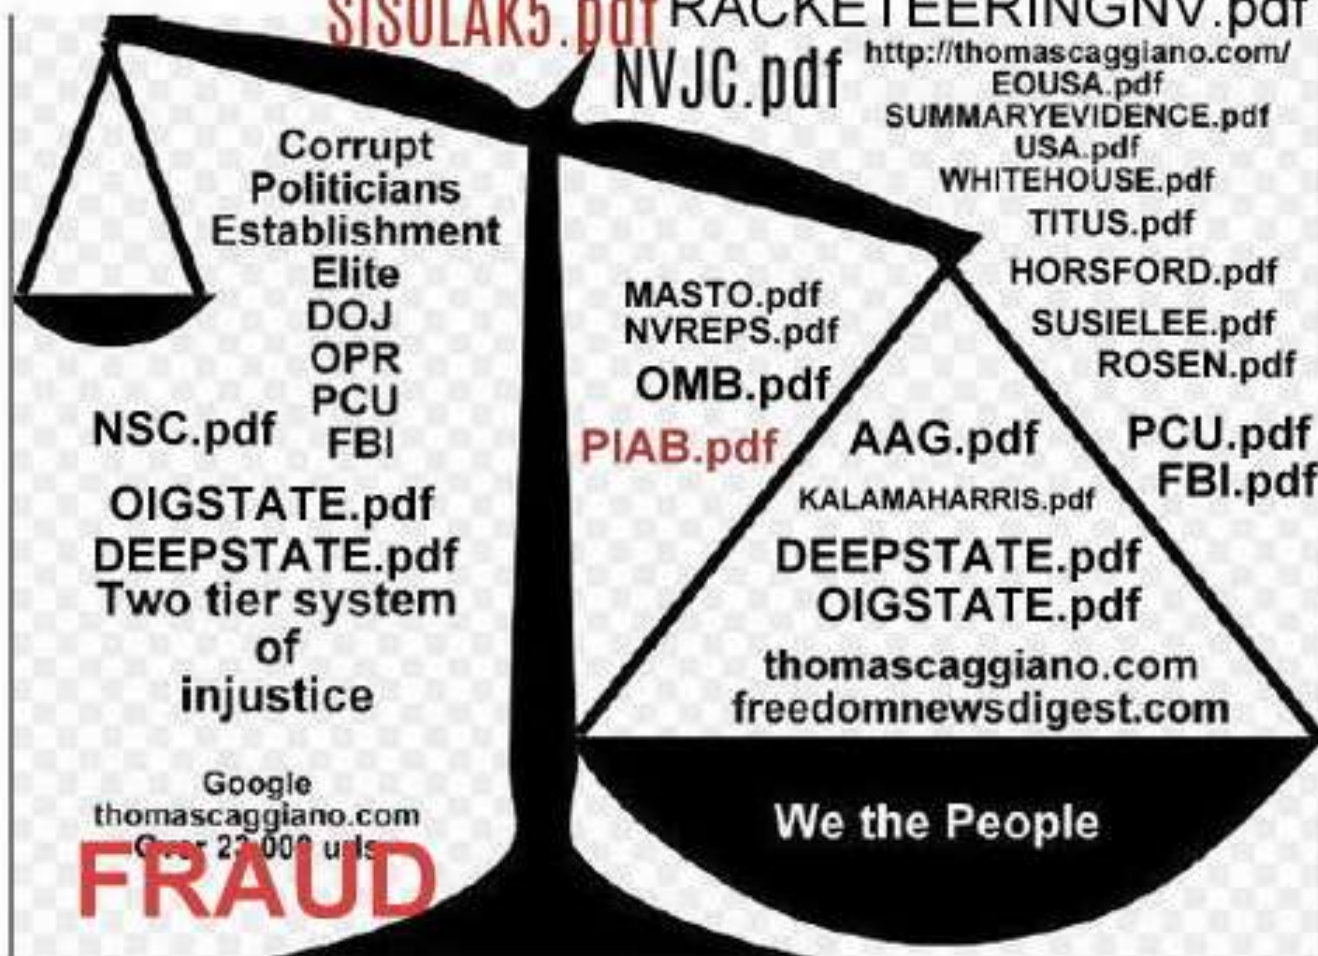 SISOLAK5.pdf RACKETEERINGNV.pdf
NVJC.pdf
http://thomascaggiano.com/
EOUSA.pdf
SUMMARYEVIDENCE.pdf
USA.pdf
WHITEHOUSE.pdf
TITUS.pdf
HORSFORD.pdf
SUSIELEE.pdf
ROSEN.pdf
PCU.pdf
FBI.pdf
Corrupt
Politicians
Establishment
Elite
DOJ
OPR
PCU
FBI
NSC.pdf
OIGSTATE.pdf
DEEPSTATE.pdf
Two tier system
of
injustice
Google
thomascaggiano.com
Over urls
FRAUD
MASTO.pdf
NVREPS.pdf
OMB.pdf
PIAB.pdf
AAG.pdf
KALAMAHARRIS.pdf
DEEPSTATE.pdf
OIGSTATE.pdf
thomascaggiano.com
freedomnewsdigest.com
We the People